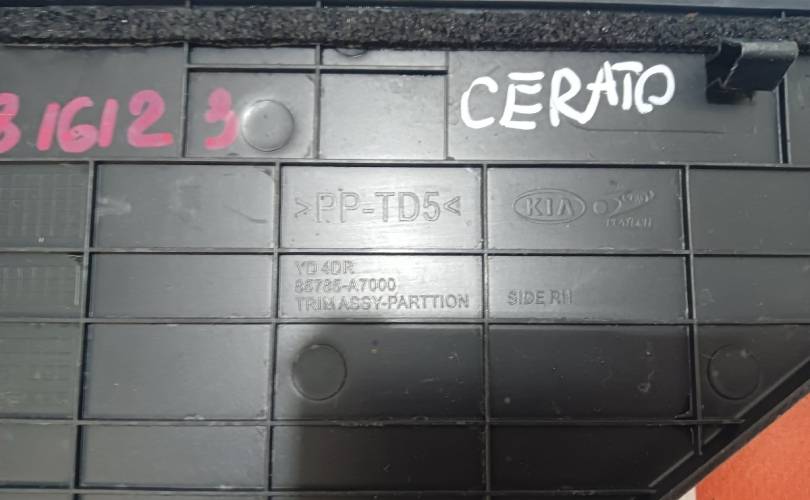 CERATO
31612 3
>PP-TD5<
KIA
YD 4DR
85785-A7000
TRIM ASSY-PARTTION
SIDE RH